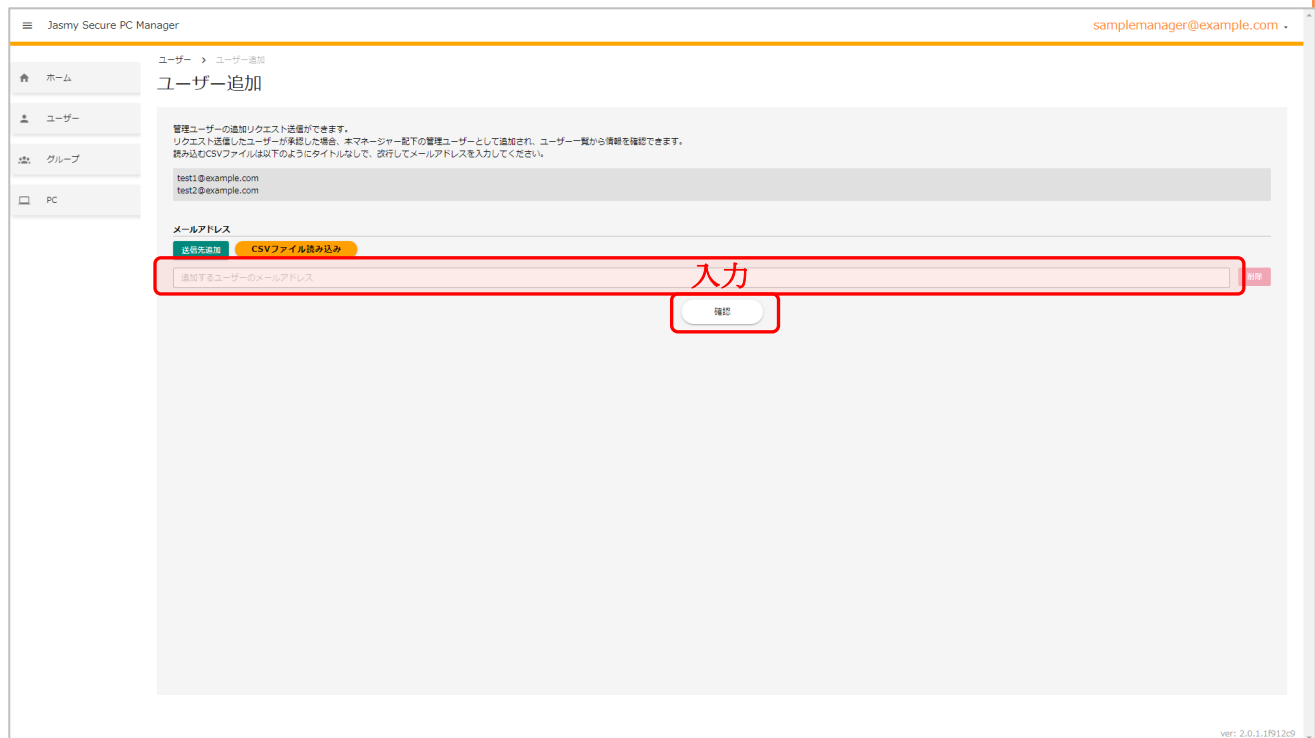 Jasmy Secure PC Manager
samplemanager@example.com
ユーザー > ユーザー追加
ユーザー追加
ホーム
ユーザー
グループ
PC
管理ユーザーの追加リクエスト送信ができます。
リクエスト送信したユーザーが承認した場合、本マネージャー配下の管理ユーザーとして追加され、ユーザー一覧から情報を確認できます。
読み込むCSVファイルは以下のようにタイトルなしで、改行してメールアドレスを入力してください。
test1@example.com
test2@example.com
メールアドレス
送信先追加 CSVファイル読み込み
追加するユーザーのメールアドレス
入力
削除
確認
ver: 2.0.1.1f912c9